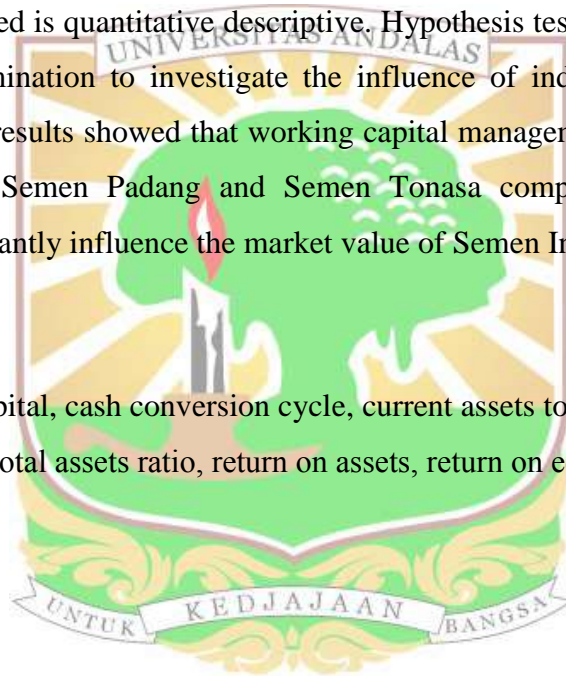 ed is quantitative descriptive. Hypothesis tes
UNIVERSITAS ANDALAS
mination to investigate the influence of ind
results showed that working capital managem
Semen Padang and Semen Tonasa comp
antly influence the market value of Semen In
pital, cash conversion cycle, current assets to
otal assets ratio, return on assets, return on e
UNTUK KEDJAJAAN BANGSA